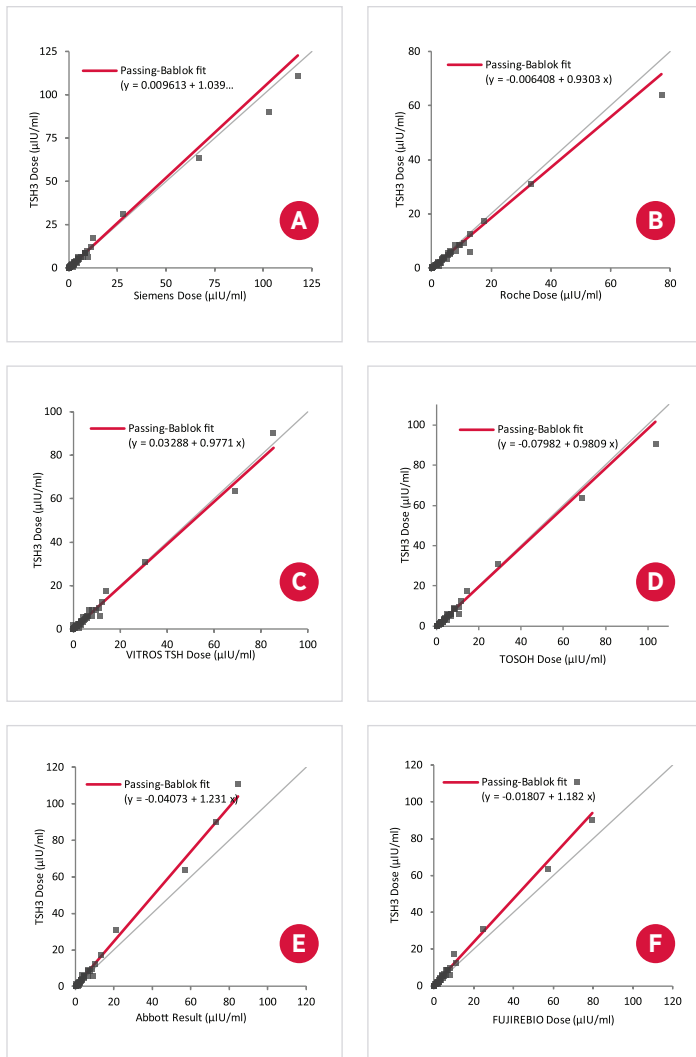 125
100
75
50
25
0
TSH3 Dose (µIU/ml)
Passing-Bablok fit
(y = 0.009613 + 1.039...
A
0 25 50 75 100 125
Siemens Dose (µIU/ml)
80
60
40
20
0
TSH3 Dose (µIU/ml)
Passing-Bablok fit
(y = -0.006408 + 0.9303 x)
B
0 20 40 60 80
Roche Dose (µIU/ml)
100
80
60
40
20
0
TSH3 Dose (µIU/ml)
Passing-Bablok fit
(y = 0.03288 + 0.9771 x)
C
0 20 40 60 80 100
VITROS TSH Dose (µIU/ml)
100
80
60
40
20
0
TSH3 Dose (µIU/ml)
Passing-Bablok fit
(y = -0.07982 + 0.9809 x)
D
0 20 40 60 80 100
TOSOH Dose (µIU/ml)
120
100
80
60
40
20
0
TSH3 Dose (µIU/ml)
Passing-Bablok fit
(y = -0.04073 + 1.231 x)
E
0 20 40 60 80 100 120
Abbott Result (µIU/ml)
120
100
80
60
40
20
0
TSH3 Dose (µIU/ml)
Passing-Bablok fit
(y = -0.01807 + 1.182 x)
F
0 20 40 60 80 100 120
FUJIREBIO Dose (µIU/ml)